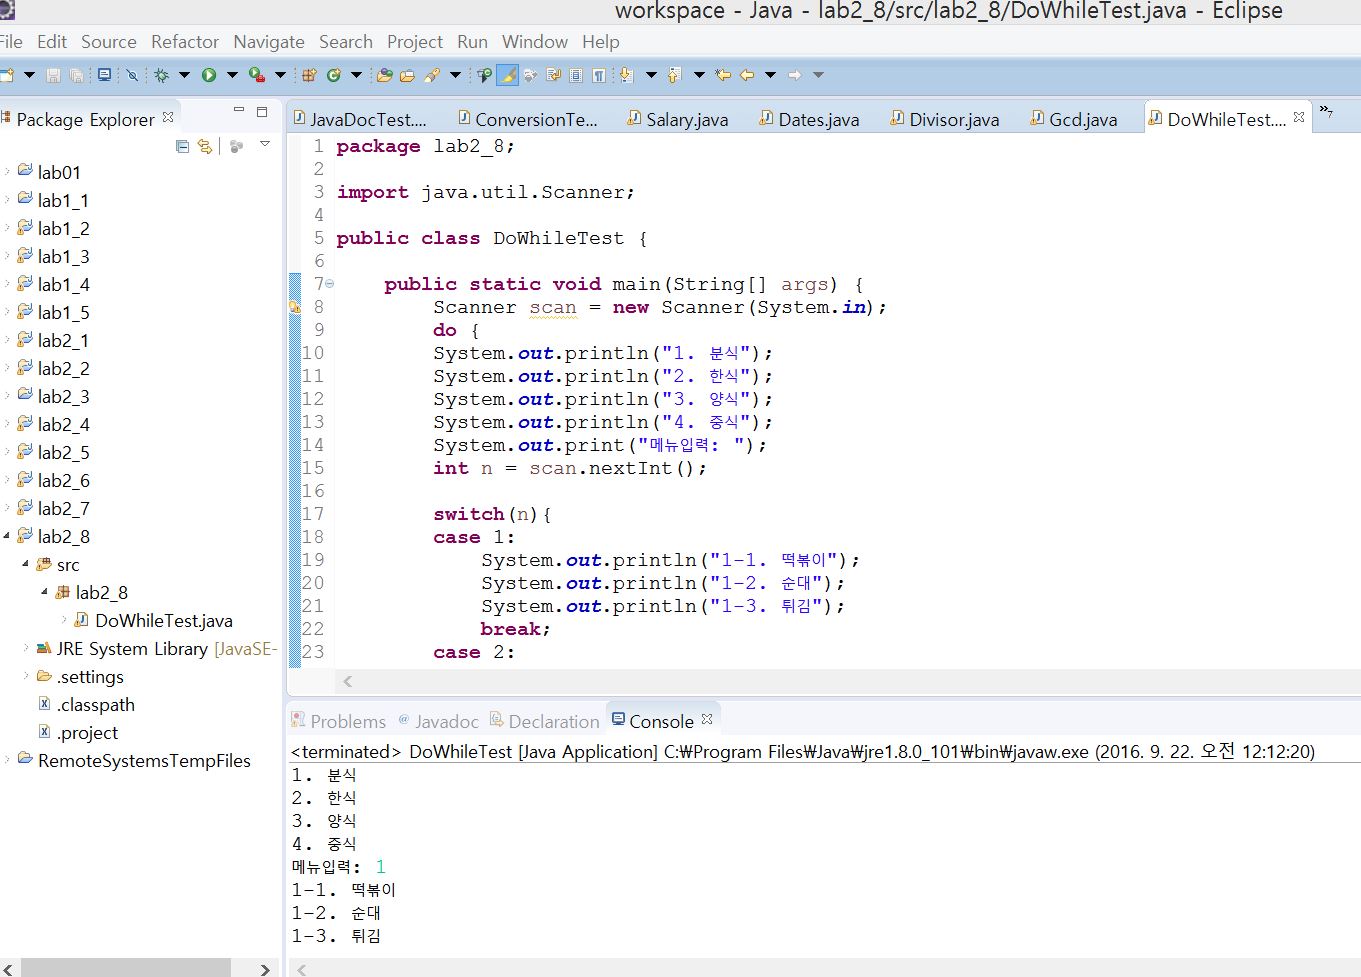 workspace - Java - lab2_8/src/lab2_8/DoWhileTest.java - Eclipse
File Edit Source Refactor Navigate Search Project Run Window Help
Package Explorer
lab01
lab1_1
lab1_2
lab1_3
lab1_4
lab1_5
lab2_1
lab2_2
lab2_3
lab2_4
lab2_5
lab2_6
lab2_7
lab2_8
src
lab2_8
DoWhileTest.java
JRE System Library [JavaSE-
.settings
.classpath
.project
RemoteSystemsTempFiles
JavaDocTest.... ConversionTe... Salary.java Dates.java Divisor.java Gcd.java DoWhileTest.... »7
1 package lab2_8;
2
3 import java.util.Scanner;
4
5 public class DoWhileTest {
6
7 public static void main(String[] args) {
8 Scanner scan = new Scanner(System.in);
9 do {
10 System.out.println("1. 분식");
11 System.out.println("2. 한식");
12 System.out.println("3. 양식");
13 System.out.println("4. 중식");
14 System.out.print("메뉴입력: ");
15 int n = scan.nextInt();
16
17 switch(n){
18 case 1:
19 System.out.println("1-1. 떡볶이");
20 System.out.println("1-2. 순대");
21 System.out.println("1-3. 튀김");
22 break;
23 case 2:
Problems @ Javadoc Declaration Console
<terminated> DoWhileTest [Java Application] C:₩Program Files₩Java₩jre1.8.0_101₩bin₩javaw.exe (2016. 9. 22. 오전 12:12:20)
1. 분식
2. 한식
3. 양식
4. 중식
메뉴입력: 1
1-1. 떡볶이
1-2. 순대
1-3. 튀김